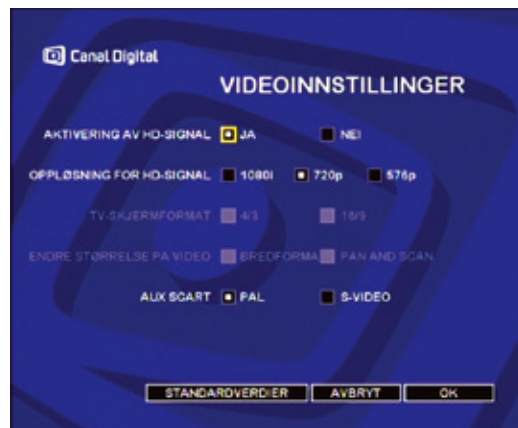 Canal Digital
VIDEOINNSTILLINGER
AKTIVERING AV HD-SIGNAL JA NEI
OPPLØSNING FOR HD-SIGNAL 1080I 720p 576p
TV-SKJERMFORMAT 4/3 16/9
ENDRE STØRRELSE PA VIDEO BREDFORMA PAN AND SCAN
AUX SCART PAL S-VIDEO
STANDARDVERDIER AVBRYT OK